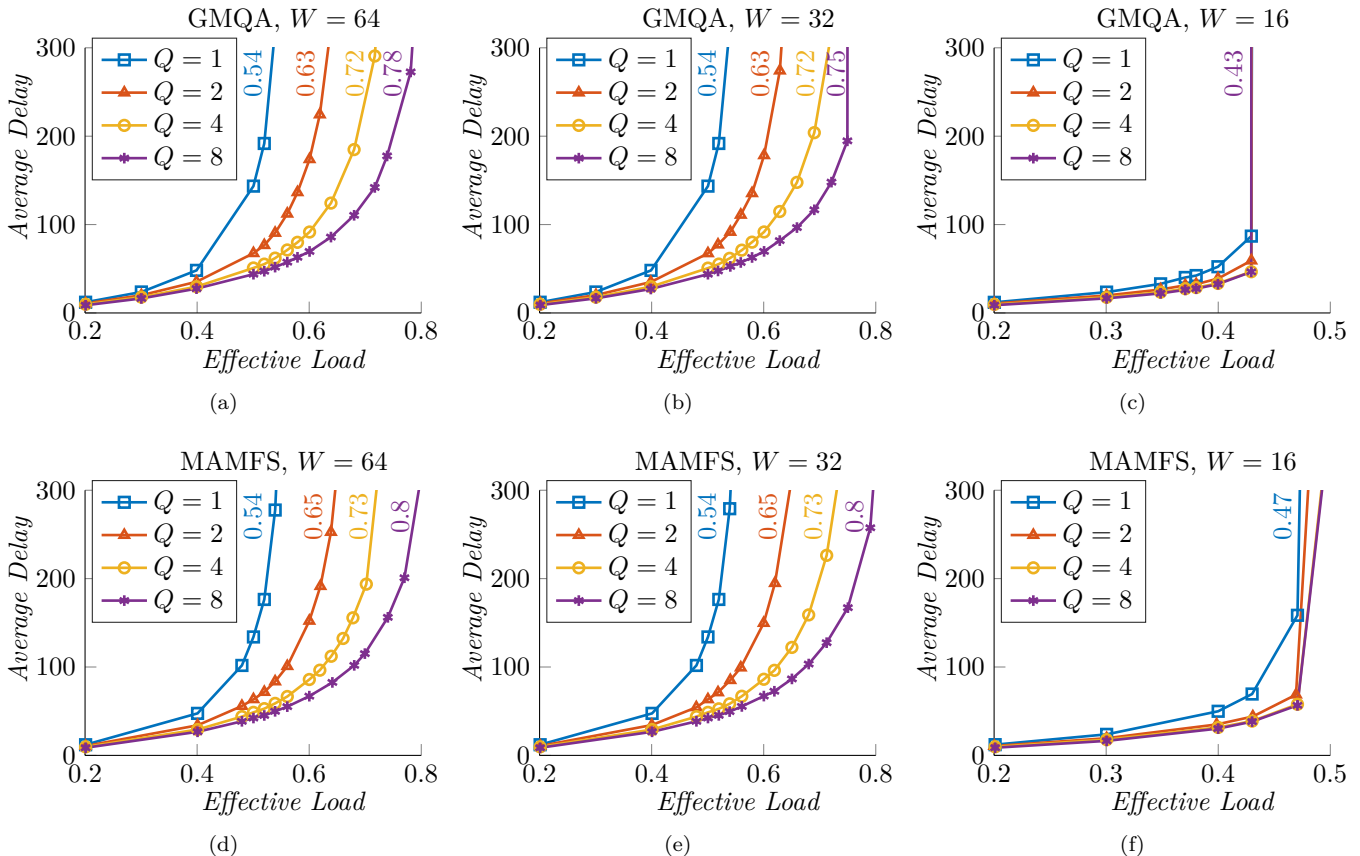 GMQA, W = 64
300
200
100
0
0.2 0.4 0.6 0.8
Average Delay
Effective Load
Q = 1
Q = 2
Q = 4
Q = 8
0.54
0.63
0.72
0.78
(a)
GMQA, W = 32
300
200
100
0
0.2 0.4 0.6 0.8
Average Delay
Effective Load
Q = 1
Q = 2
Q = 4
Q = 8
0.54
0.63
0.72
0.75
(b)
GMQA, W = 16
300
200
100
0
0.2 0.3 0.4 0.5
Average Delay
Effective Load
Q = 1
Q = 2
Q = 4
Q = 8
0.43
(c)
MAMFS, W = 64
300
200
100
0
0.2 0.4 0.6 0.8
Average Delay
Effective Load
Q = 1
Q = 2
Q = 4
Q = 8
0.54
0.65
0.73
0.8
(d)
MAMFS, W = 32
300
200
100
0
0.2 0.4 0.6 0.8
Average Delay
Effective Load
Q = 1
Q = 2
Q = 4
Q = 8
0.54
0.65
0.73
0.8
(e)
MAMFS, W = 16
300
200
100
0
0.2 0.3 0.4 0.5
Average Delay
Effective Load
Q = 1
Q = 2
Q = 4
Q = 8
0.47
(f)